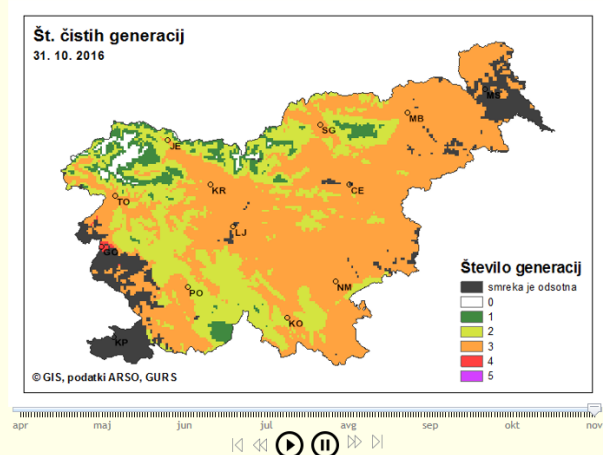 Št. čistih generacij
31. 10. 2016
MS
MB
SG
JE
KR
CE
TO
LJ
GO
NM
PO
KO
KP
Število generacij
smreka je odsotna
0
1
2
3
4
5
© GIS, podatki ARSO, GURS
apr maj jun jul avg sep okt nov